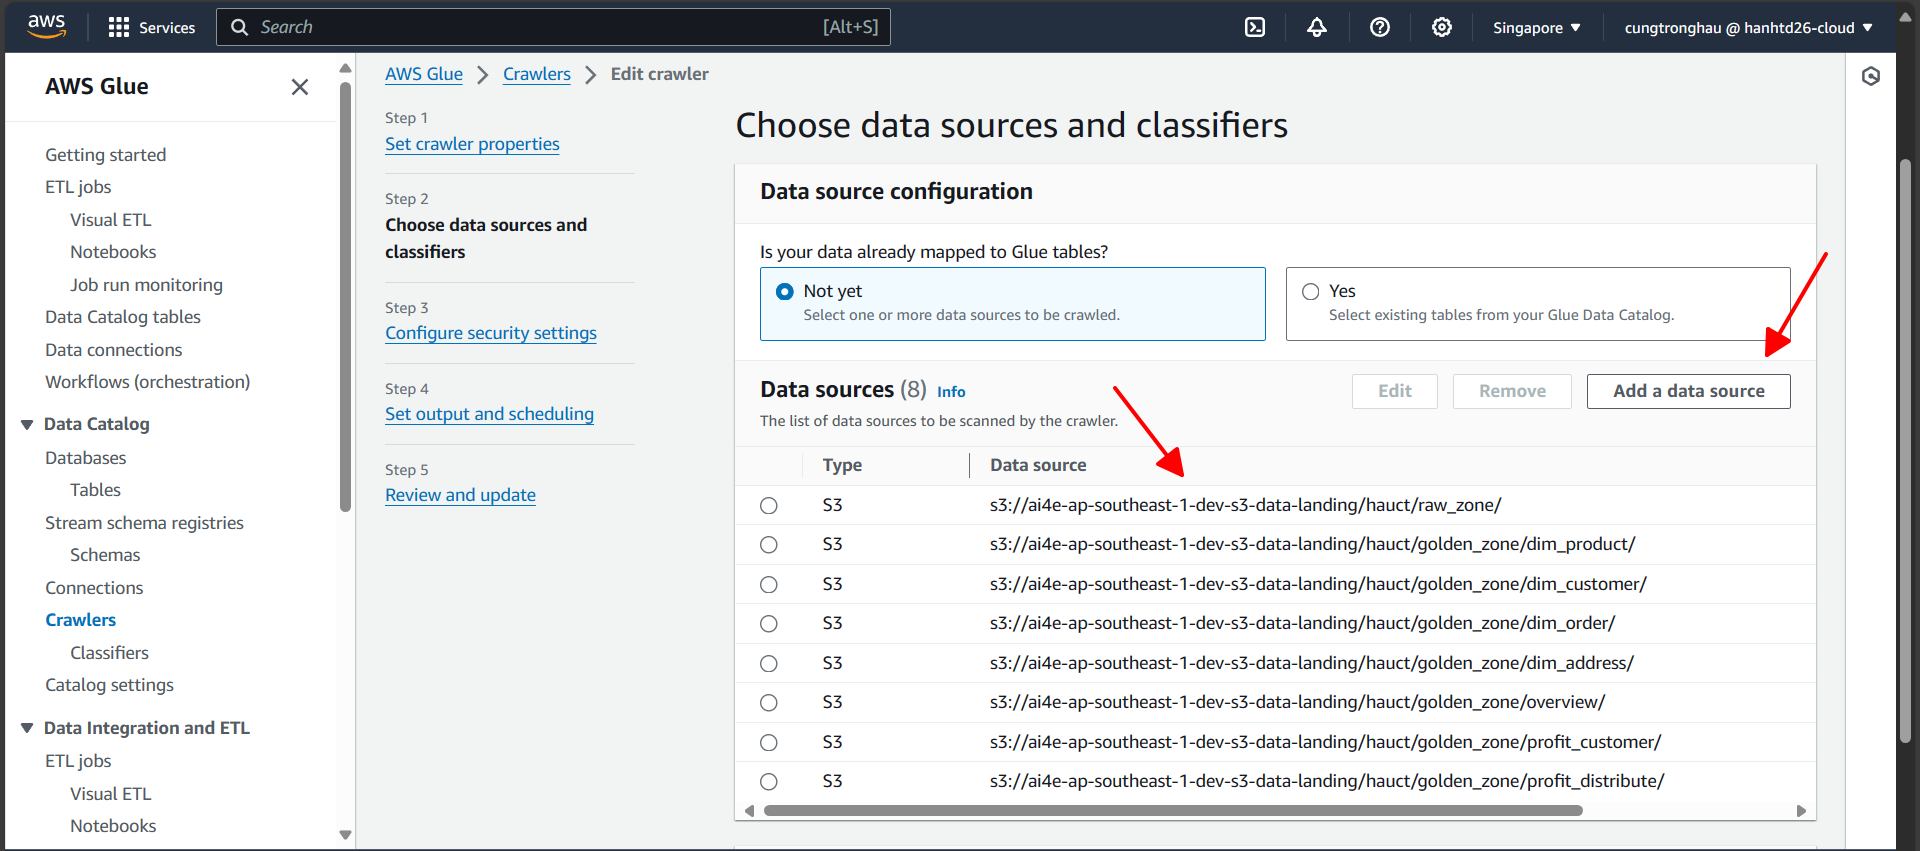 aws
Services
Search
[Alt+S]
Singapore
cungtronghau @ hanhtd26-cloud
AWS Glue
Getting started
ETL jobs
Visual ETL
Notebooks
Job run monitoring
Data Catalog tables
Data connections
Workflows (orchestration)
Data Catalog
Databases
Tables
Stream schema registries
Schemas
Connections
Crawlers
Classifiers
Catalog settings
Data Integration and ETL
ETL jobs
Visual ETL
Notebooks
AWS Glue
Crawlers
Edit crawler
Step 1
Set crawler properties
Step 2
Choose data sources and
classifiers
Step 3
Configure security settings
Step 4
Set output and scheduling
Step 5
Review and update
Choose data sources and classifiers
Data source configuration
Is your data already mapped to Glue tables?
Not yet
Select one or more data sources to be crawled.
Yes
Select existing tables from your Glue Data Catalog.
Data sources (8) Info
The list of data sources to be scanned by the crawler.
Edit
Remove
Add a data source
Type Data source
S3 s3://ai4e-ap-southeast-1-dev-s3-data-landing/hauct/raw_zone/
S3 s3://ai4e-ap-southeast-1-dev-s3-data-landing/hauct/golden_zone/dim_product/
S3 s3://ai4e-ap-southeast-1-dev-s3-data-landing/hauct/golden_zone/dim_customer/
S3 s3://ai4e-ap-southeast-1-dev-s3-data-landing/hauct/golden_zone/dim_order/
S3 s3://ai4e-ap-southeast-1-dev-s3-data-landing/hauct/golden_zone/dim_address/
S3 s3://ai4e-ap-southeast-1-dev-s3-data-landing/hauct/golden_zone/overview/
S3 s3://ai4e-ap-southeast-1-dev-s3-data-landing/hauct/golden_zone/profit_customer/
S3 s3://ai4e-ap-southeast-1-dev-s3-data-landing/hauct/golden_zone/profit_distribute/